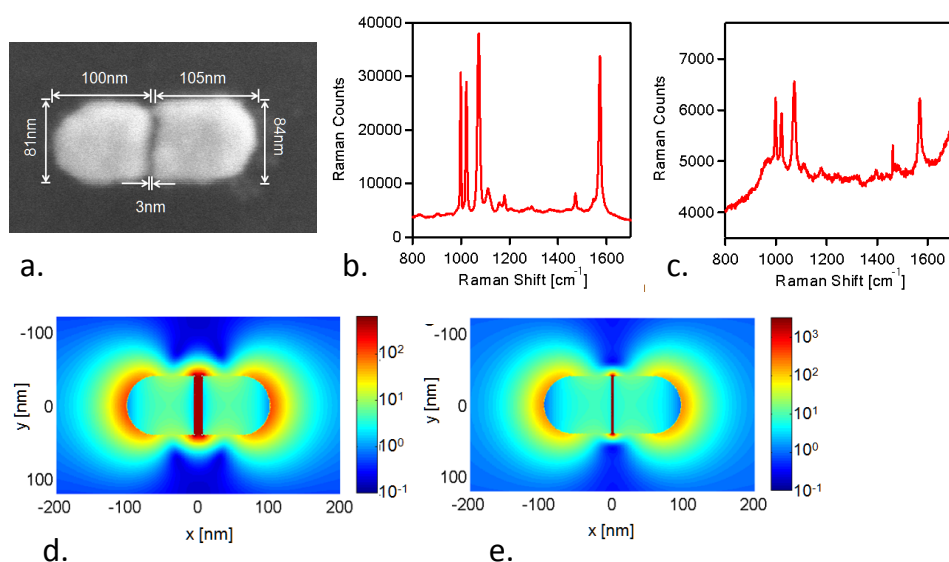 100nm 105nm
81nm 84nm
3nm
a.
40000
30000
20000
10000
0
Raman Counts
800 1000 1200 1400 1600
Raman Shift [cm-1]
b.
7000
6000
5000
4000
Raman Counts
800 1000 1200 1400 1600
Raman Shift [cm-1]
c.
-100
0
100
y [nm]
-200 -100 0 100 200
x [nm]
10²
10¹
10⁰
10⁻¹
d.
-100
0
100
y [nm]
-200 -100 0 100 200
x [nm]
10³
10²
10¹
10⁰
10⁻¹
e.